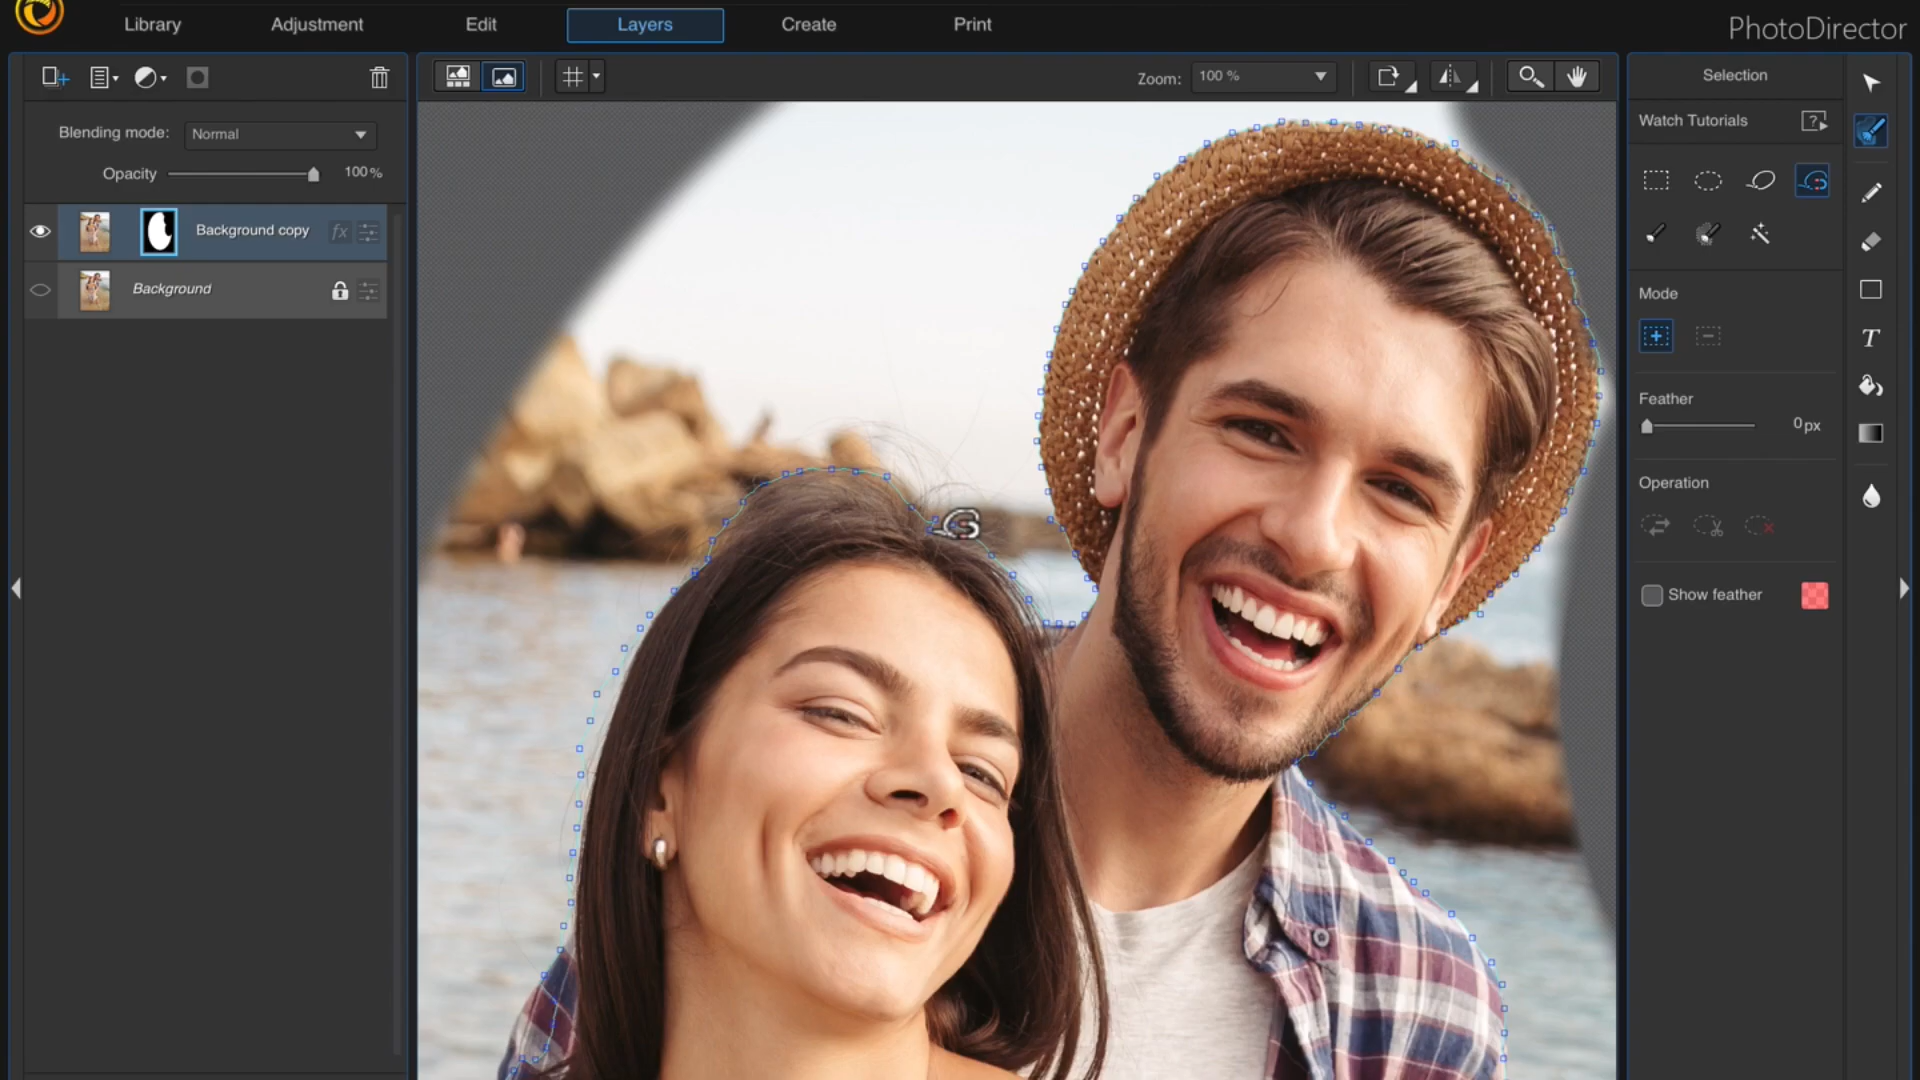 Library Adjustment Edit Layers Create Print PhotoDirector
Zoom: 100 %
Selection
Watch Tutorials
Blending mode: Normal
Opacity 100 %
Background copy fx
Background
Mode
Feather
0 px
Operation
Show feather
T